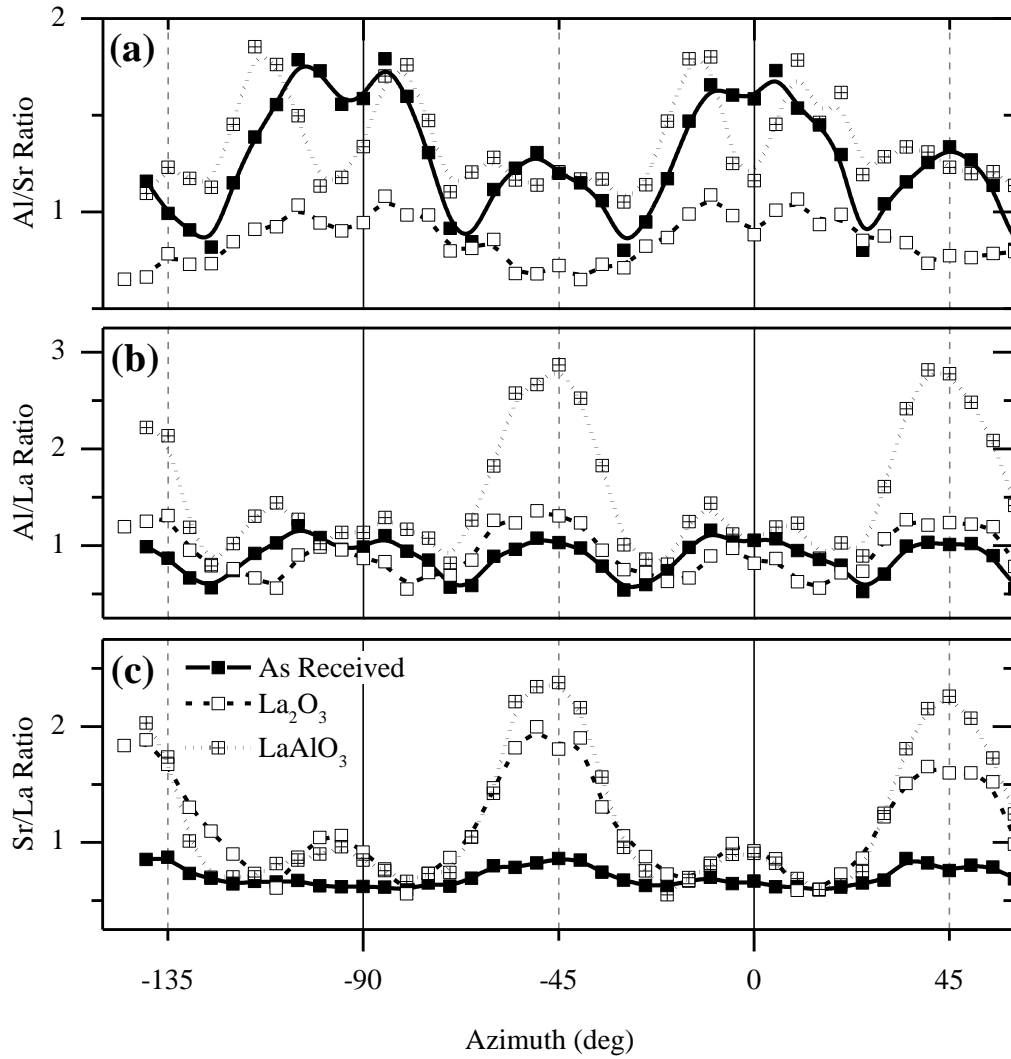 (a)
2
1
Al/Sr Ratio
(b)
3
2
1
Al/La Ratio
(c)
As Received
La₂O₃
LaAlO₃
2
1
Sr/La Ratio
-135 -90 -45 0 45
Azimuth (deg)